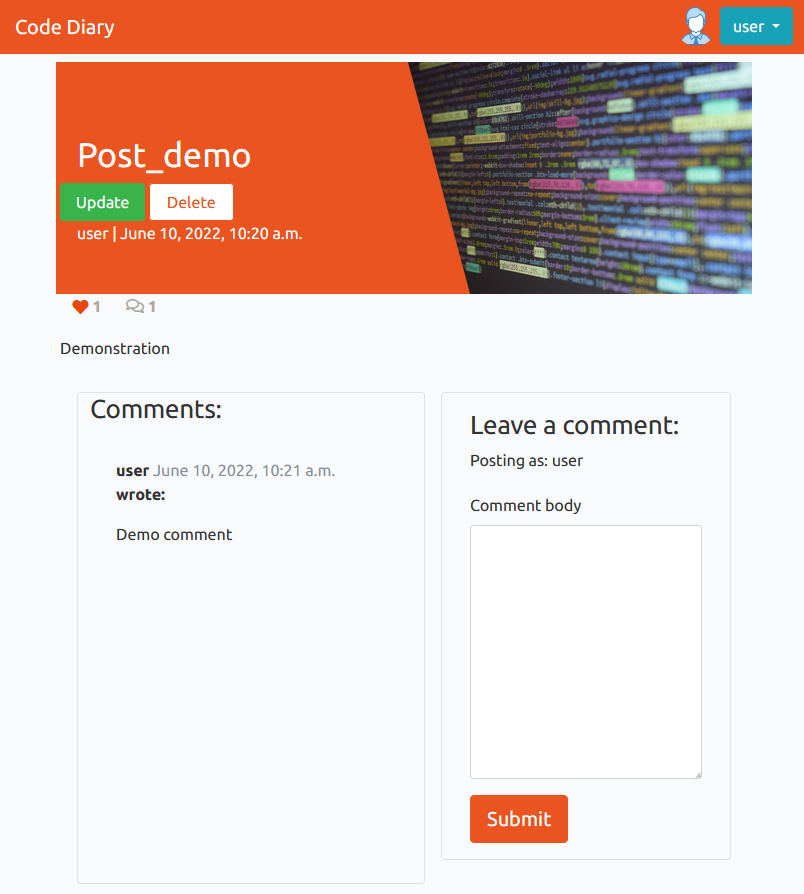 Code Diary
user
Post_demo
Update Delete
user | June 10, 2022, 10:20 a.m.
1 1
Demonstration
Comments:
user June 10, 2022, 10:21 a.m.
wrote:
Demo comment
Leave a comment:
Posting as: user
Comment body
Submit